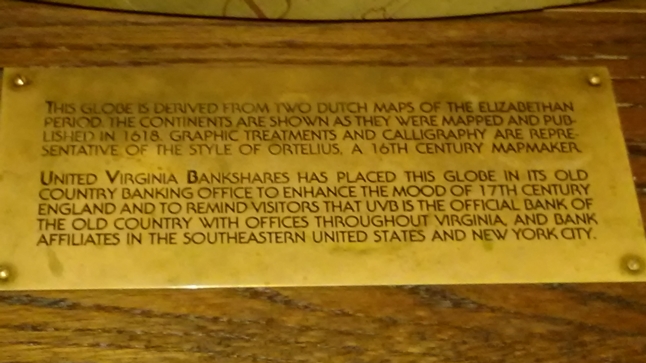 THIS GLOBE IS DERIVED FROM TWO DUTCH MAPS OF THE ELIZABETHAN
PERIOD. THE CONTINENTS ARE SHOWN AS THEY WERE MAPPED AND PUB-
LISHED IN 1618. GRAPHIC TREATMENTS AND CALLIGRAPHY ARE REPRE-
SENTATIVE OF THE STYLE OF ORTELIUS, A 16TH CENTURY MAPMAKER.
UNITED VIRGINIA BANKSHARES HAS PLACED THIS GLOBE IN ITS OLD
COUNTRY BANKING OFFICE TO ENHANCE THE MOOD OF 17TH CENTURY
ENGLAND AND TO REMIND VISITORS THAT UVB IS THE OFFICIAL BANK OF
THE OLD COUNTRY WITH OFFICES THROUGHOUT VIRGINIA, AND BANK
AFFILIATES IN THE SOUTHEASTERN UNITED STATES AND NEW YORK CITY.